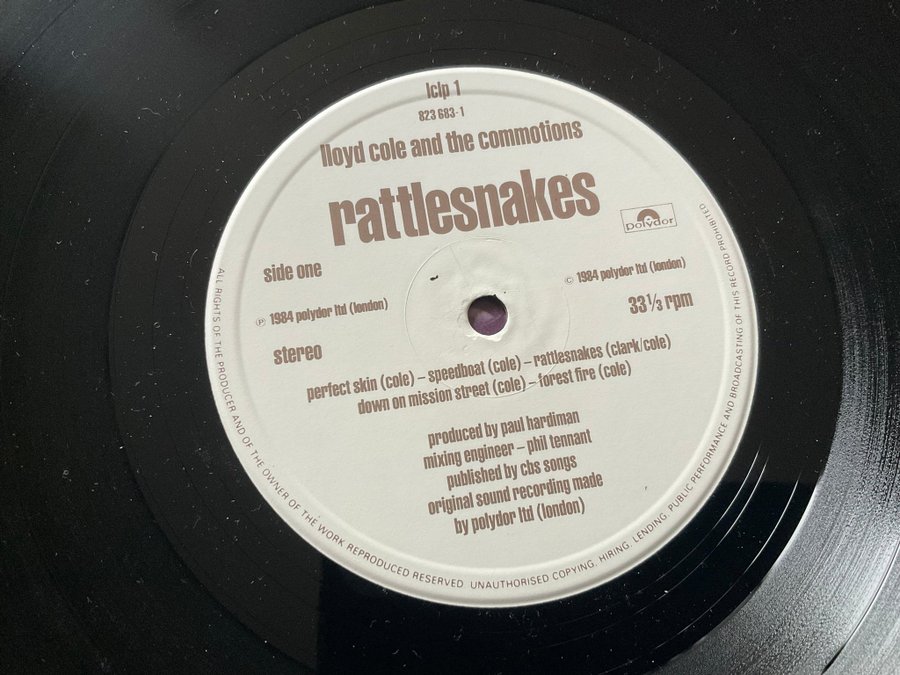 lclp 1
823 683-1
lloyd cole and the commotions
rattlesnakes
polydor
side one
℗ 1984 polydor ltd (london)
© 1984 polydor ltd (london)
stereo
33⅓ rpm
perfect skin (cole) – speedboat (cole) – rattlesnakes (clark/cole)
down on mission street (cole) – forest fire (cole)
produced by paul hardiman
mixing engineer – phil tennant
published by cbs songs
original sound recording made
by polydor ltd (london)
ALL RIGHTS OF THE PRODUCER AND OF THE OWNER OF THE WORK REPRODUCED RESERVED UNAUTHORISED COPYING, HIRING, LENDING, PUBLIC PERFORMANCE AND BROADCASTING OF THIS RECORD PROHIBITED